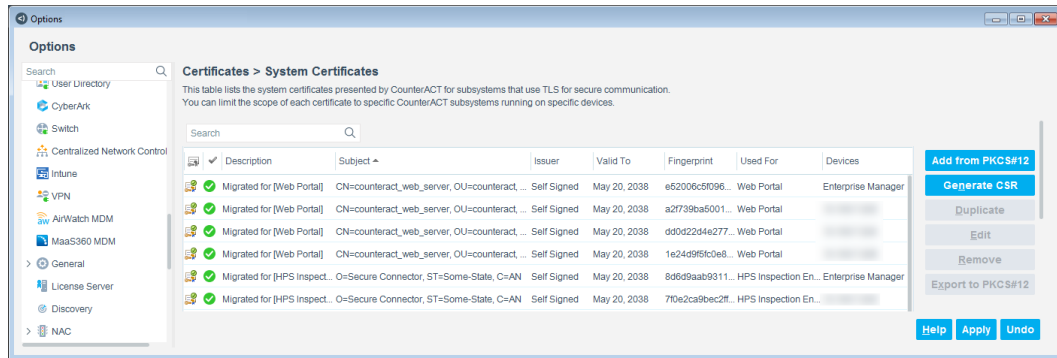 Options
Options
Search
User Directory
CyberArk
Switch
Centralized Network Control
Intune
VPN
AirWatch MDM
MaaS360 MDM
General
License Server
Discovery
NAC
Certificates > System Certificates
This table lists the system certificates presented by CounterACT for subsystems that use TLS for secure communication.
You can limit the scope of each certificate to specific CounterACT subsystems running on specific devices.
Search
Description Subject Issuer Valid To Fingerprint Used For Devices
Migrated for [Web Portal] CN=counteract_web_server, OU=counteract, ... Self Signed May 20, 2038 e52006c5f096... Web Portal Enterprise Manager
Migrated for [Web Portal] CN=counteract_web_server, OU=counteract, ... Self Signed May 20, 2038 a2f739ba5001... Web Portal
Migrated for [Web Portal] CN=counteract_web_server, OU=counteract, ... Self Signed May 20, 2038 dd0d22d4e277... Web Portal
Migrated for [Web Portal] CN=counteract_web_server, OU=counteract, ... Self Signed May 20, 2038 1e24d9f5fc0e8... Web Portal
Migrated for [HPS Inspect... O=Secure Connector, ST=Some-State, C=AN Self Signed May 20, 2038 8d6d9aab9311... HPS Inspection En... Enterprise Manager
Migrated for [HPS Inspect... O=Secure Connector, ST=Some-State, C=AN Self Signed May 20, 2038 7f0e2ca9bec2ff... HPS Inspection En...
Add from PKCS#12
Generate CSR
Duplicate
Edit
Remove
Export to PKCS#12
Help Apply Undo